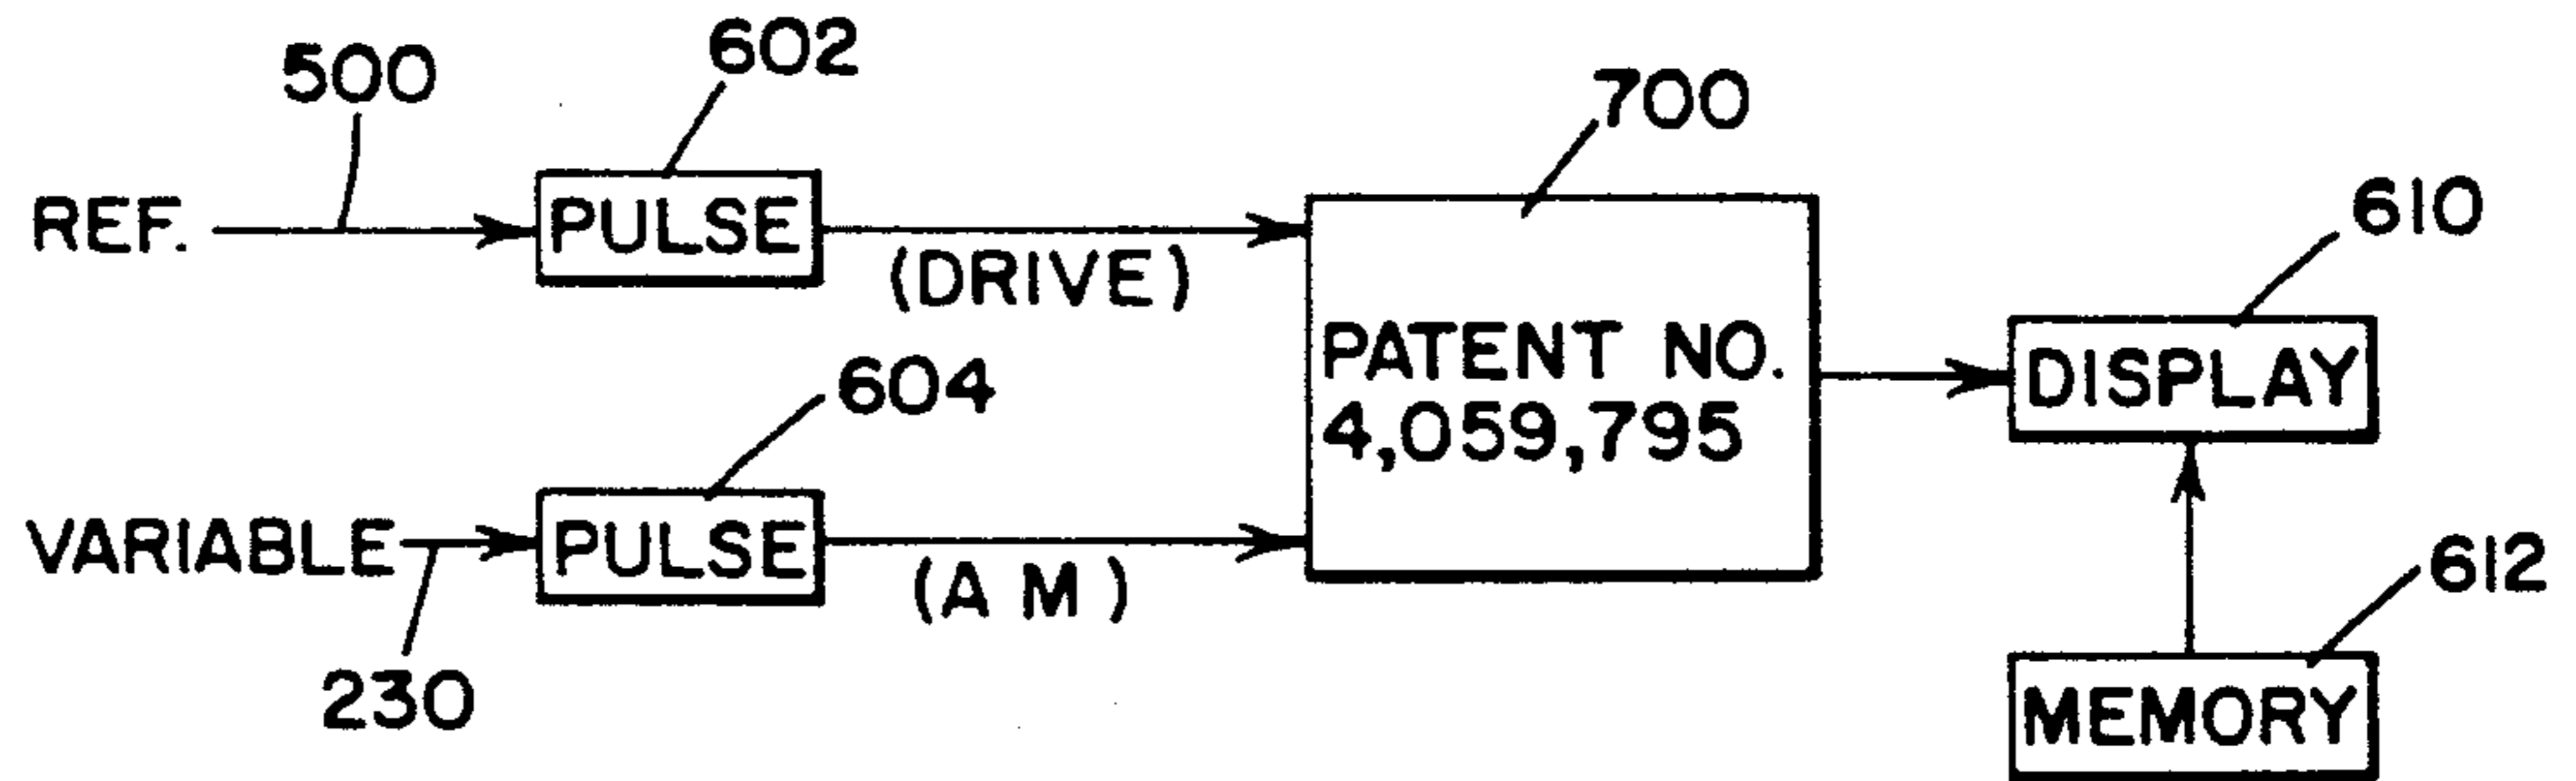 500
602
700
REF.
PULSE
(DRIVE)
610
PATENT NO.
4,059,795
DISPLAY
604
VARIABLE
PULSE
(A M)
230
612
MEMORY